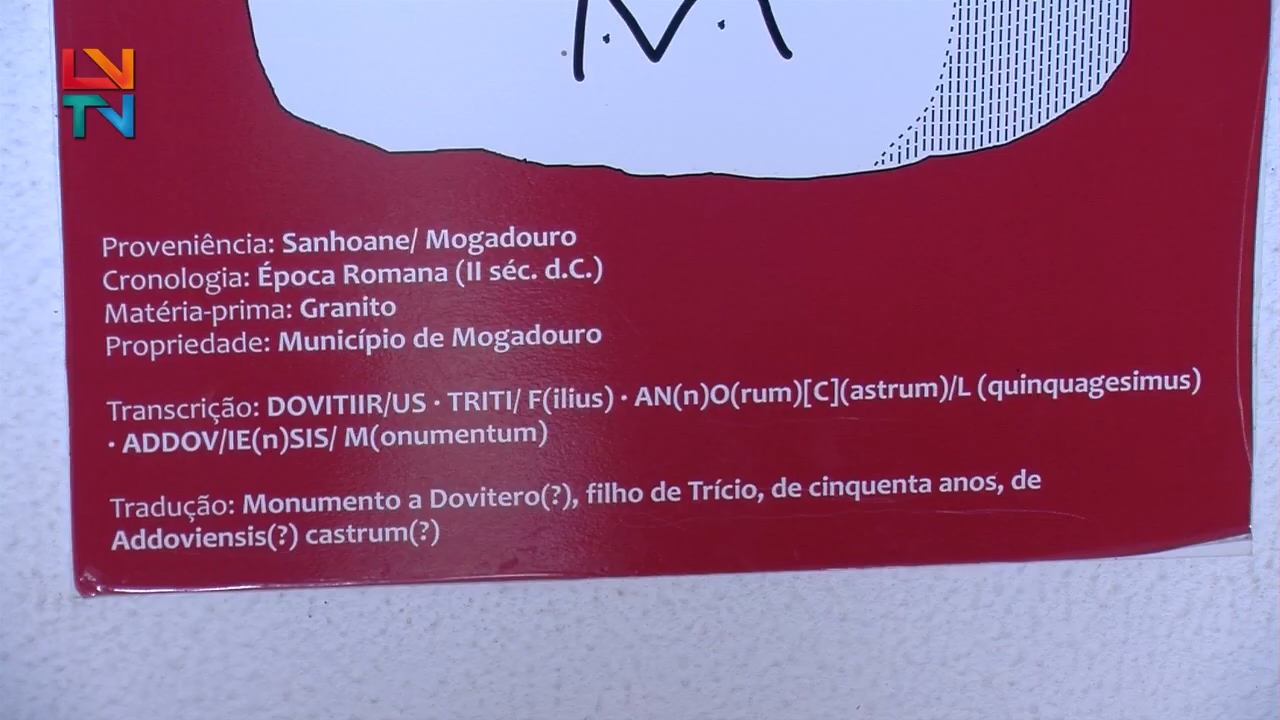 LV
TV
M
Proveniência: Sanhoane/ Mogadouro
Cronologia: Época Romana (II séc. d.C.)
Matéria-prima: Granito
Propriedade: Município de Mogadouro
Transcrição: DOVITIIR/US · TRITI/ F(ilius) · AN(n)O(rum)[C](astrum)/L (quinquagesimus)
· ADDOV/IE(n)SIS/ M(onumentum)
Tradução: Monumento a Dovitero(?), filho de Trício, de cinquenta anos, de
Addoviensis(?) castrum(?)